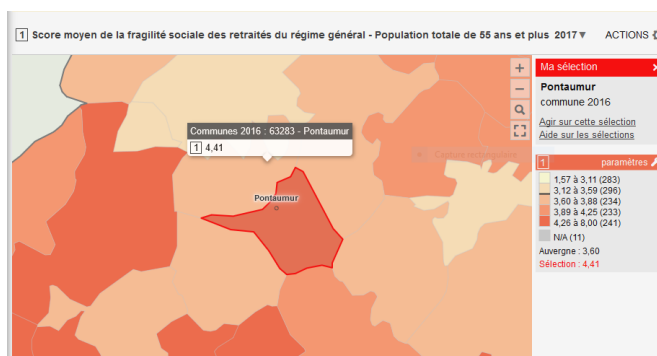 1 Score moyen de la fragilité sociale des retraités du régime général - Population totale de 55 ans et plus 2017 ▼ ACTIONS
Ma sélection
Pontaumur
commune 2016
Agir sur cette sélection
Aide sur les sélections
Communes 2016 : 63283 - Pontaumur
1 4,41
Capture rectangulaire
Pontaumur
1 paramètres
1,57 à 3,11 (283)
3,12 à 3,59 (296)
3,60 à 3,88 (234)
3,89 à 4,25 (233)
4,26 à 8,00 (241)
N/A (11)
Auvergne : 3,60
Sélection : 4,41